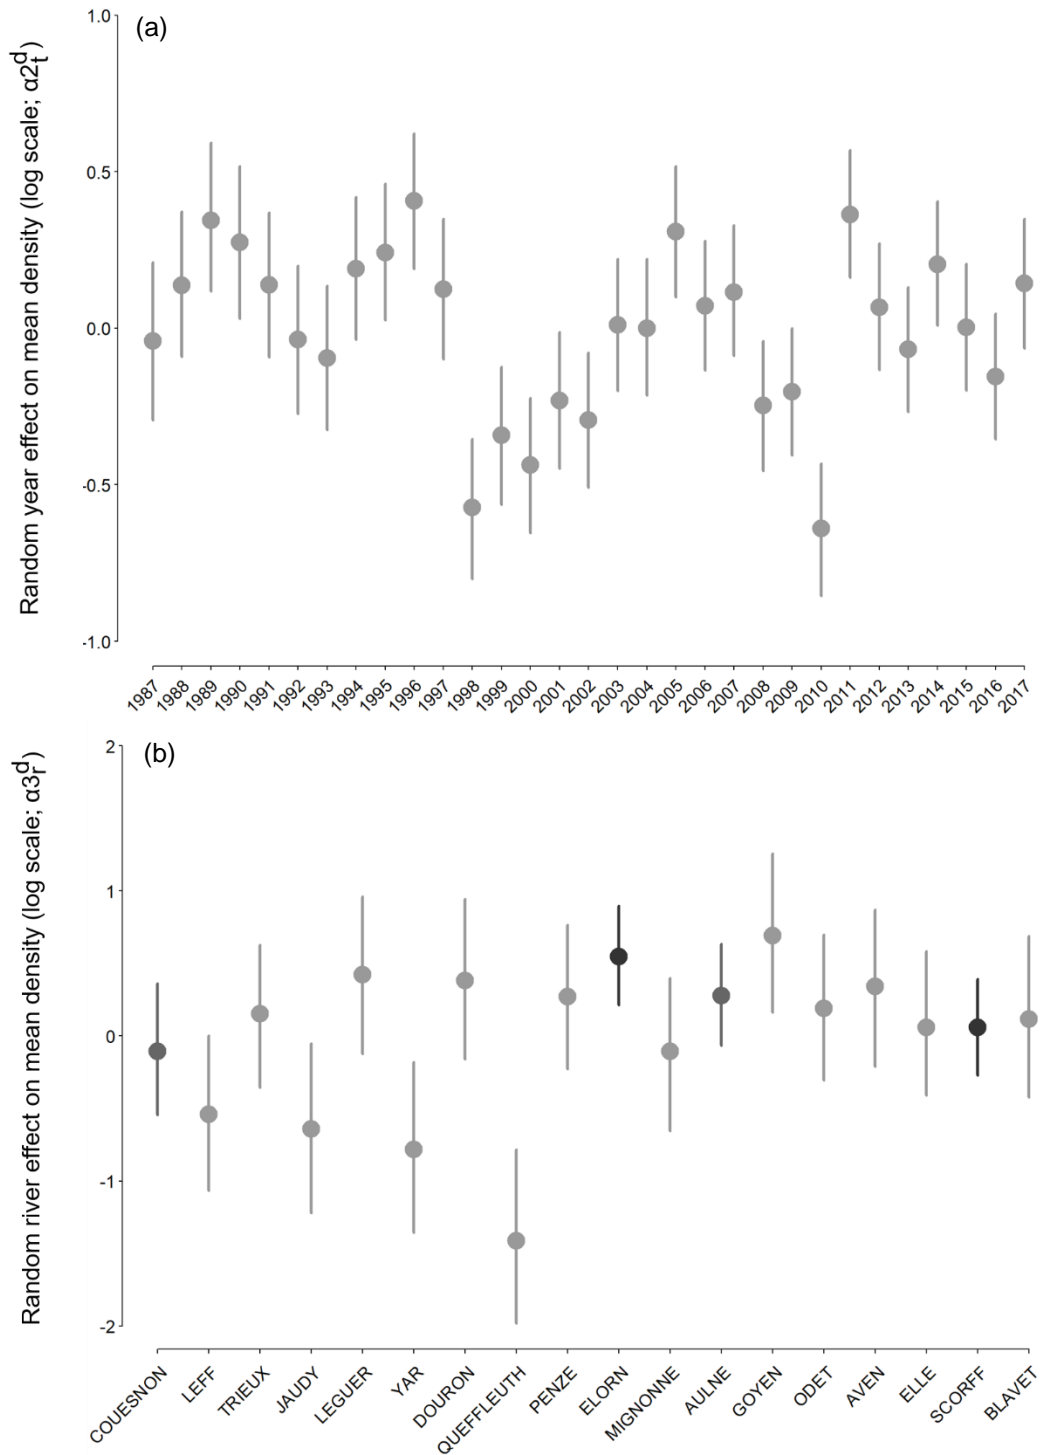 (a)
Random year effect on mean density (log scale; α2ᵈₜ)
1.0
0.5
0.0
-0.5
-1.0
1987 1988 1989 1990 1991 1992 1993 1994 1995 1996 1997 1998 1999 2000 2001 2002 2003 2004 2005 2006 2007 2008 2009 2010 2011 2012 2013 2014 2015 2016 2017
(b)
Random river effect on mean density (log scale; α3ᵈᵣ)
2
1
0
-1
-2
COUESNON LEFF TRIEUX JAUDY LEGUER YAR DOURON QUEFFLEUTH PENZE ELORN MIGNONNE AULNE GOYEN ODET AVEN ELLE SCORFF BLAVET